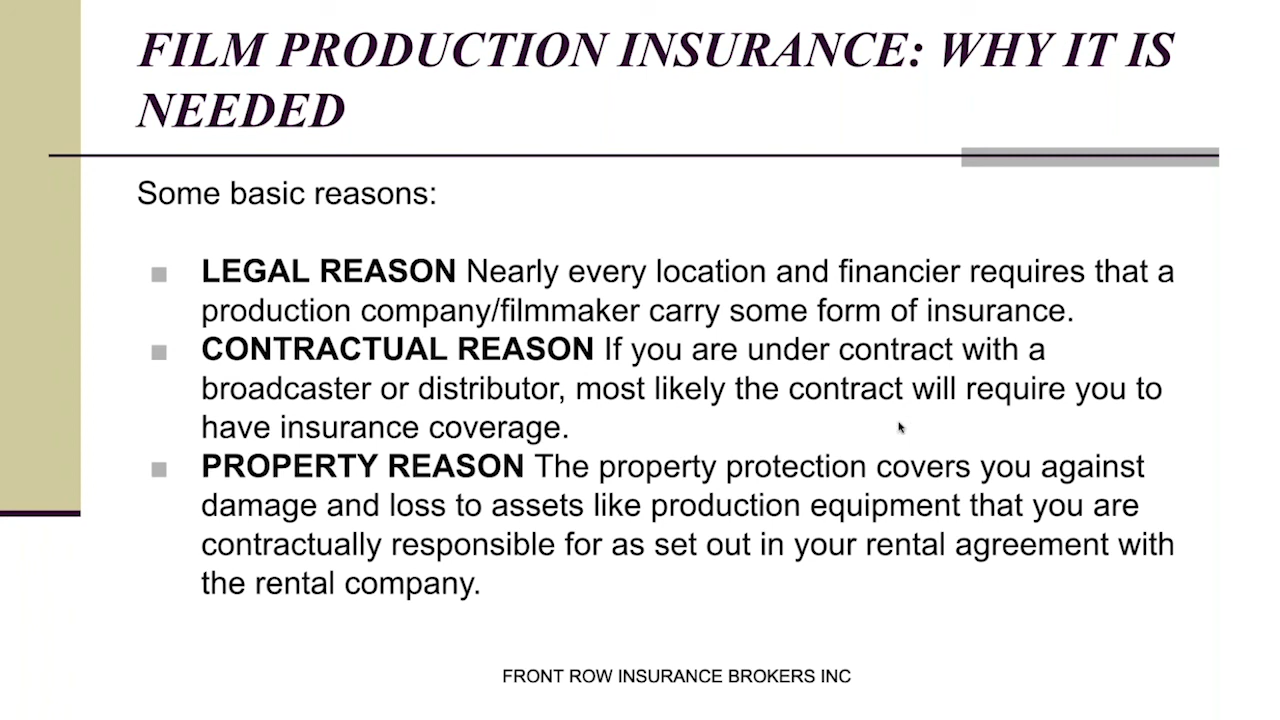 FILM PRODUCTION INSURANCE: WHY IT IS
NEEDED
Some basic reasons:
■ LEGAL REASON Nearly every location and financier requires that a
production company/filmmaker carry some form of insurance.
■ CONTRACTUAL REASON If you are under contract with a
broadcaster or distributor, most likely the contract will require you to
have insurance coverage.
■ PROPERTY REASON The property protection covers you against
damage and loss to assets like production equipment that you are
contractually responsible for as set out in your rental agreement with
the rental company.
FRONT ROW INSURANCE BROKERS INC